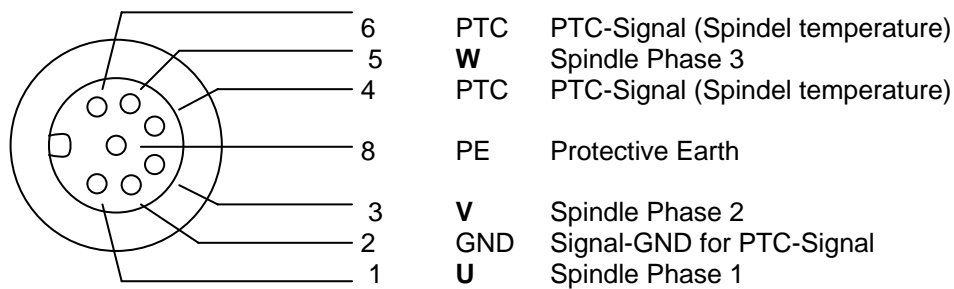 6 PTC PTC-Signal (Spindel temperature)
5 W Spindle Phase 3
4 PTC PTC-Signal (Spindel temperature)
8 PE Protective Earth
3 V Spindle Phase 2
2 GND Signal-GND for PTC-Signal
1 U Spindle Phase 1